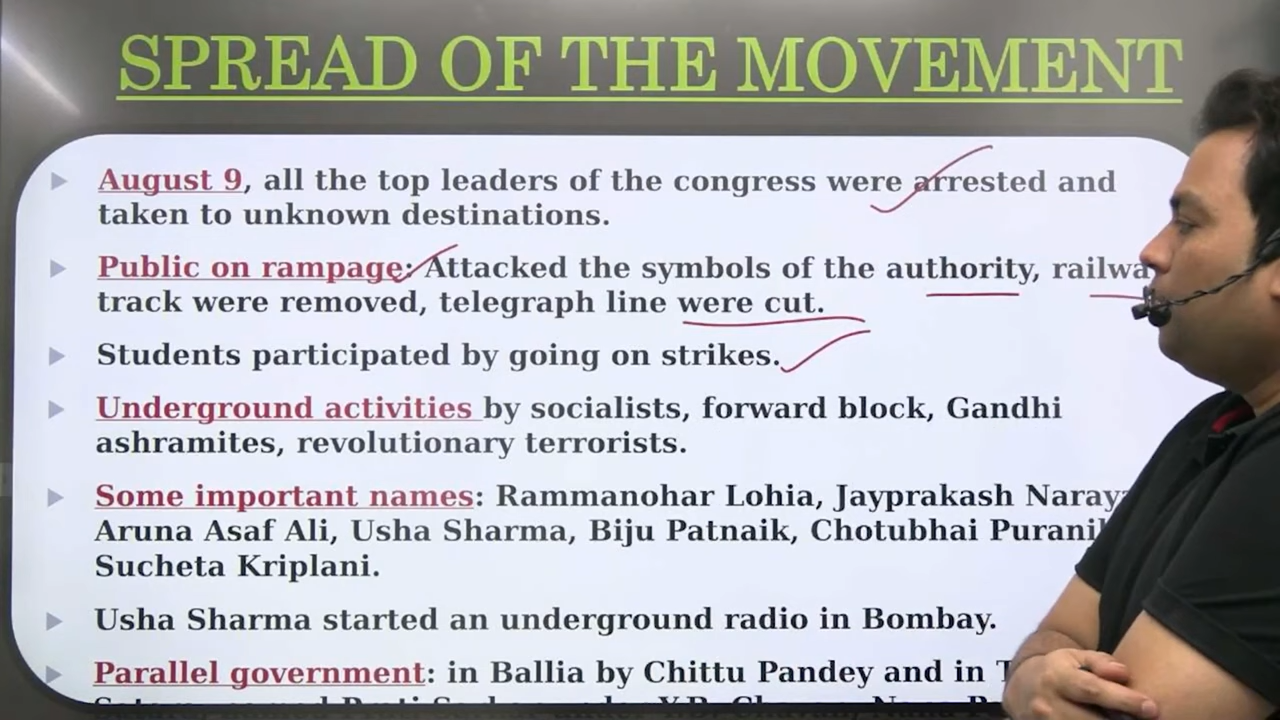 SPREAD OF THE MOVEMENT
August 9, all the top leaders of the congress were arrested and
taken to unknown destinations.
Public on rampage: Attacked the symbols of the authority,
track were removed, telegraph line were cut.
Students participated by going on strikes.
Underground activities by socialists, forward block, Gandhi
ashramites, revolutionary terrorists.
Some important names: Rammanohar Lohia, Jayprakash
Aruna Asaf Ali, Usha Sharma, Biju Patnaik, Chotubhai
Sucheta Kriplani.
Usha Sharma started an underground radio in Bombay.
Parallel government: in Ballia by Chittu Pandey and in